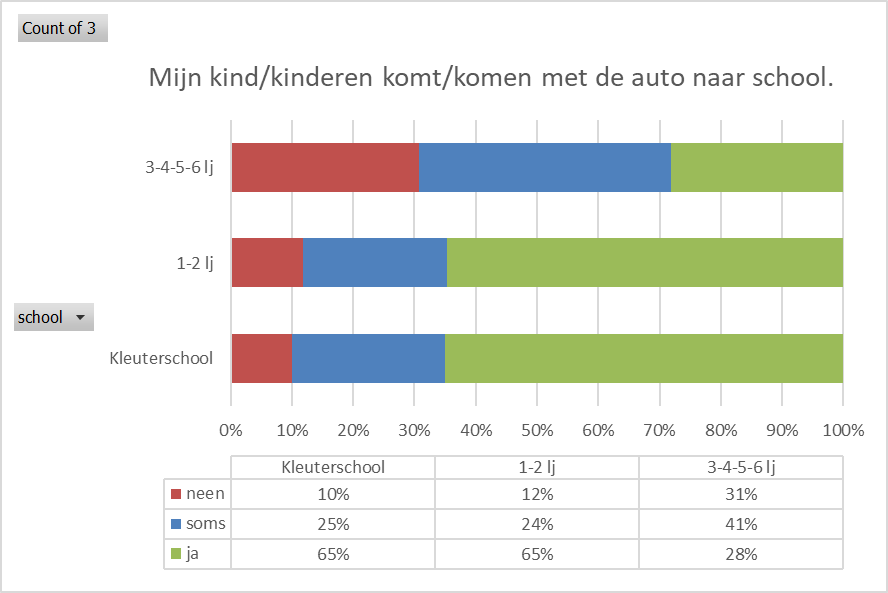 Count of 3
Mijn kind/kinderen komt/komen met de auto naar school.
3-4-5-6 lj
1-2 lj
school
Kleuterschool
0% 10% 20% 30% 40% 50% 60% 70% 80% 90% 100%
Kleuterschool 1-2 lj 3-4-5-6 lj
neen 10% 12% 31%
soms 25% 24% 41%
ja 65% 65% 28%